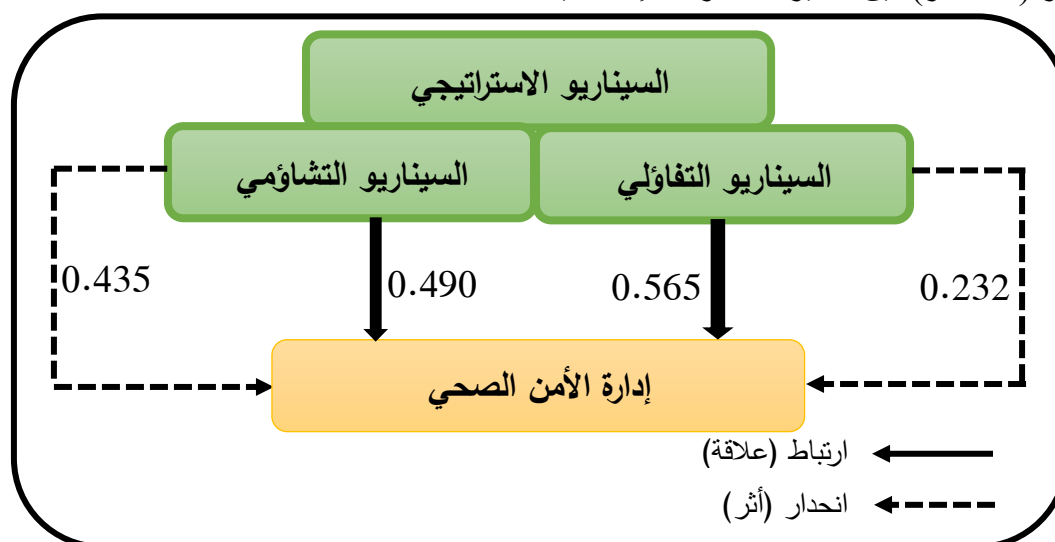 السيناريو الاستراتيجي
السيناريو التفاؤلي
السيناريو التشاؤمي
0.232
0.565
0.490
0.435
إدارة الأمن الصحي
ارتباط (علاقة)
انحدار (أثر)